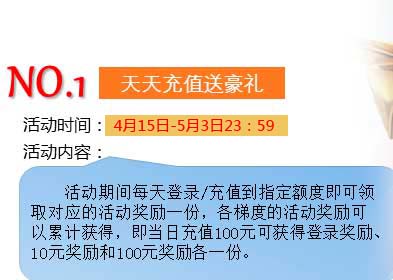 NO.1 天天充值送豪礼
活动时间： 4月15日-5月3日23：59
活动内容：
活动期间每天登录/充值到指定额度即可领
取对应的活动奖励一份，各梯度的活动奖励可
以累计获得，即当日充值100元可获得登录奖励、
10元奖励和100元奖励各一份。